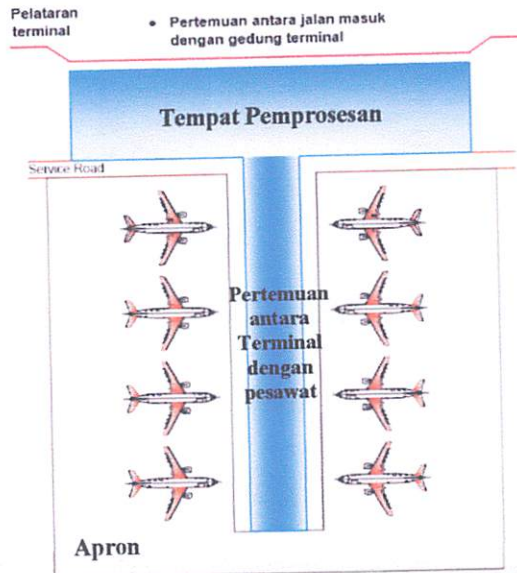 Pelataran
terminal
• Pertemuan antara jalan masuk
dengan gedung terminal
Tempat Pemprosesan
Service Road
Pertemuan
antara
Terminal
dengan
pesawat
Apron